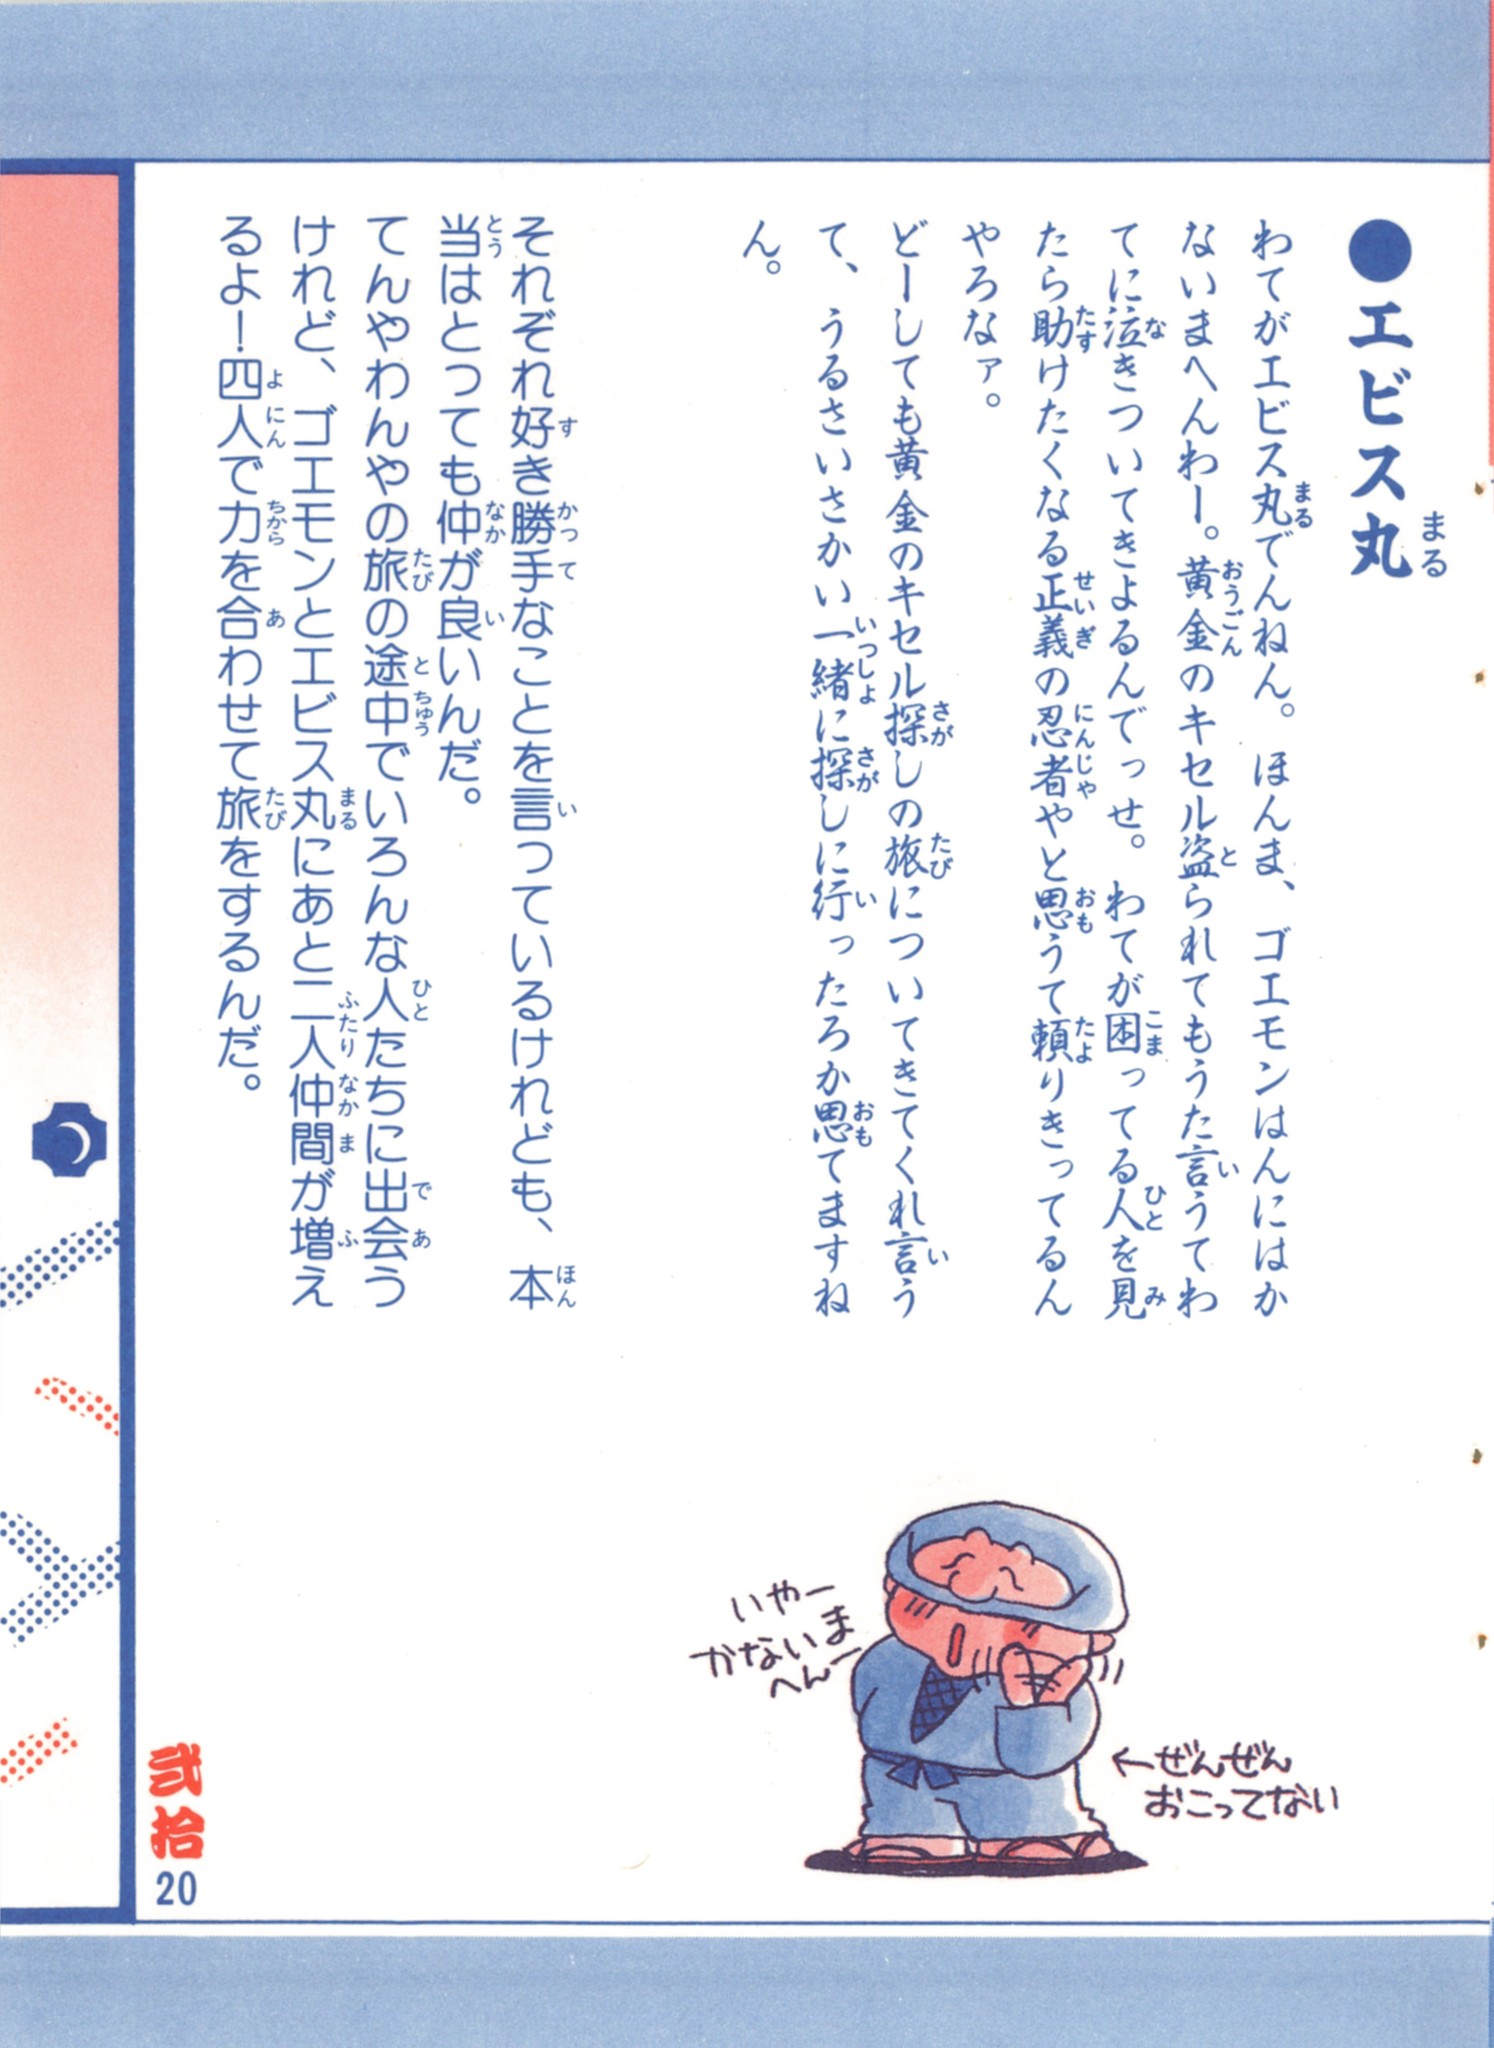 ●エビス丸
わてがエビス丸でんねん。ほんま、ゴエモンはんにはか
ないまへんわー。黄金のキセル盗られてもうた言うてわ
てに泣きついてきよるんでっせ。わてが困ってる人を見
たら助けたくなる正義の忍者やと思うて頼りきってるん
やろなァ。
どーしても黄金のキセル探しの旅についてきてくれ言う
て、うるさいさかい一緒に探しに行ったろか思てますね
ん。
それぞれ好き勝手なことを言っているけれども、本
当はとっても仲が良いんだ。
てんやわんやの旅の途中でいろんな人たちに出会う
けれど、ゴエモンとエビス丸にあと二人仲間が増え
るよ！四人で力を合わせて旅をするんだ。
いやー
かないま
へんー
←ぜんぜん
おこってない
弐拾
20